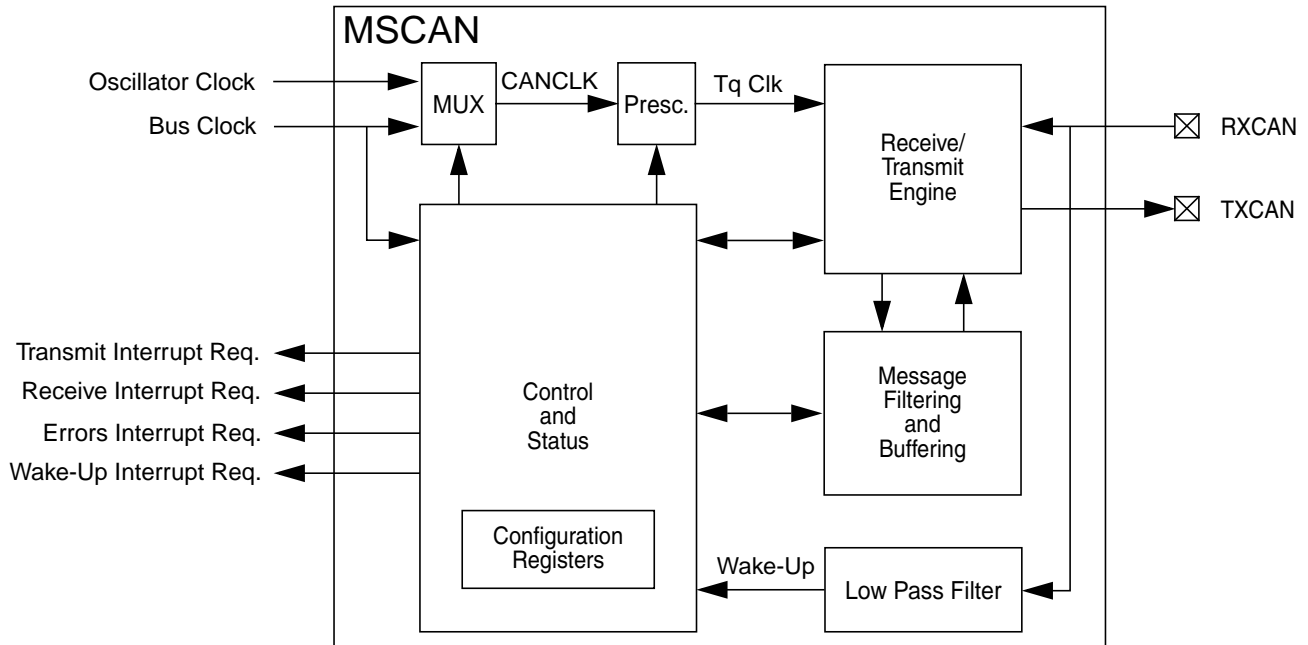 MSCAN
Oscillator Clock
Bus Clock
MUX
CANCLK
Presc.
Tq Clk
Receive/
Transmit
Engine
RXCAN
TXCAN
Transmit Interrupt Req.
Receive Interrupt Req.
Errors Interrupt Req.
Wake-Up Interrupt Req.
Control
and
Status
Message
Filtering
and
Buffering
Configuration
Registers
Wake-Up
Low Pass Filter